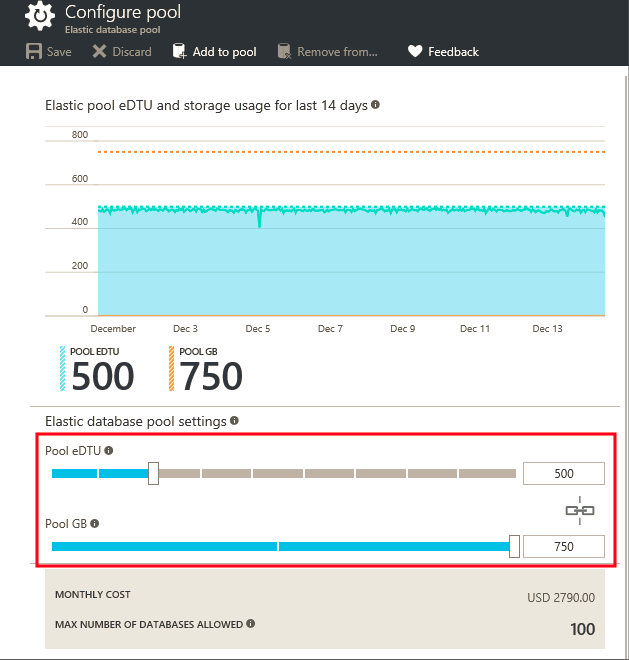 Configure pool
Elastic database pool
Save Discard Add to pool Remove from... Feedback
Elastic pool eDTU and storage usage for last 14 days
800
600
400
200
0
December Dec 3 Dec 5 Dec 7 Dec 9 Dec 11 Dec 13
POOL EDTU POOL GB
500 750
Elastic database pool settings
Pool eDTU
500
Pool GB
750
MONTHLY COST USD 2790.00
MAX NUMBER OF DATABASES ALLOWED 100